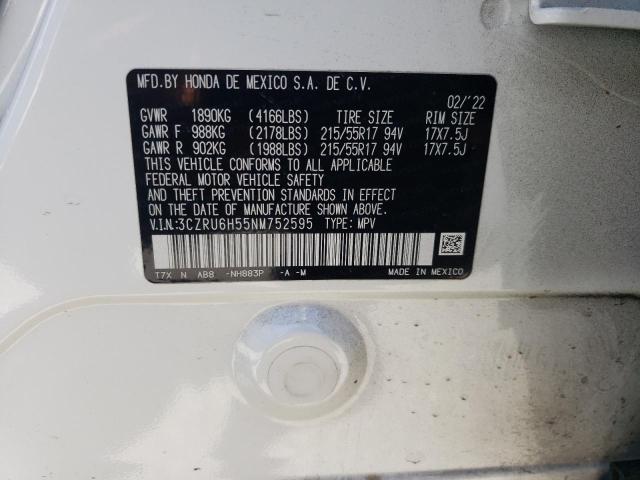 MFD.BY HONDA DE MEXICO S.A. DE C.V.
02/'22
GVWR 1890KG (4166LBS) TIRE SIZE RIM SIZE
GAWR F 988KG (2178LBS) 215/55R17 94V 17X7.5J
GAWR R 902KG (1988LBS) 215/55R17 94V 17X7.5J
THIS VEHICLE CONFORMS TO ALL APPLICABLE
FEDERAL MOTOR VEHICLE SAFETY
AND THEFT PREVENTION STANDARDS IN EFFECT
ON THE DATE OF MANUFACTURE SHOWN ABOVE.
V.I.N.:3CZRU6H55NM752595 TYPE: MPV
T7X N AB8 -NH883P -A -M
MADE IN MEXICO